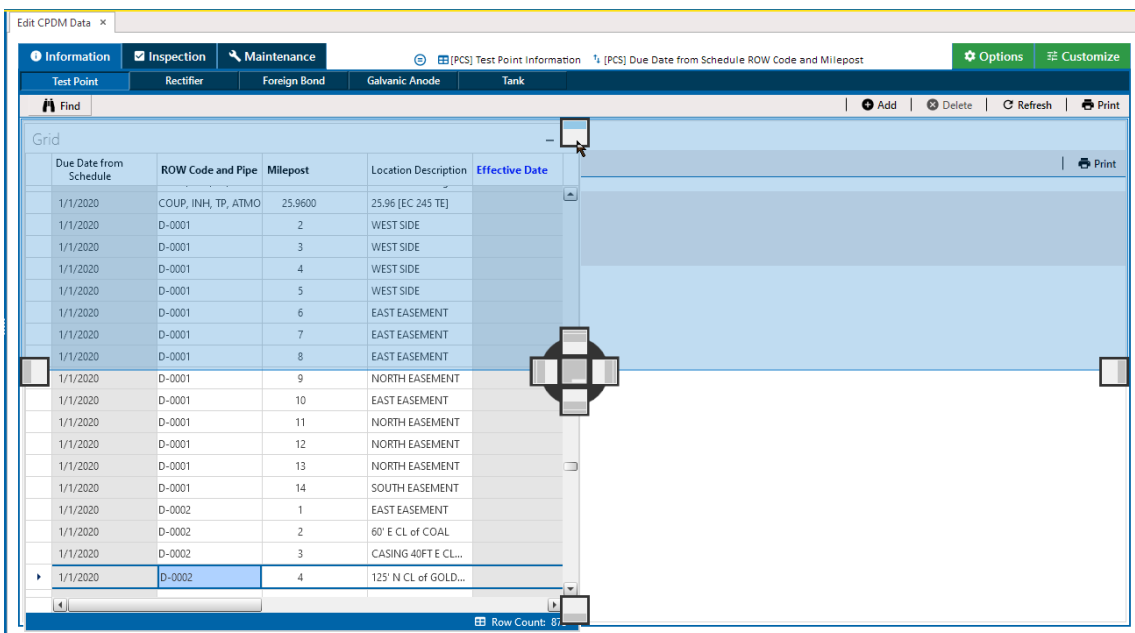 Edit CPDM Data ×
Information Inspection Maintenance [PCS] Test Point Information [PCS] Due Date from Schedule ROW Code and Milepost Options Customize
Test Point Rectifier Foreign Bond Galvanic Anode Tank
Find Add Delete Refresh Print
Grid
Print
Due Date from Schedule ROW Code and Pipe Milepost Location Description Effective Date
1/1/2020 COUP, INH, TP, ATMO 25.9600 25.96 [EC 245 TE]
1/1/2020 D-0001 2 WEST SIDE
1/1/2020 D-0001 3 WEST SIDE
1/1/2020 D-0001 4 WEST SIDE
1/1/2020 D-0001 5 WEST SIDE
1/1/2020 D-0001 6 EAST EASEMENT
1/1/2020 D-0001 7 EAST EASEMENT
1/1/2020 D-0001 8 EAST EASEMENT
1/1/2020 D-0001 9 NORTH EASEMENT
1/1/2020 D-0001 10 EAST EASEMENT
1/1/2020 D-0001 11 NORTH EASEMENT
1/1/2020 D-0001 12 NORTH EASEMENT
1/1/2020 D-0001 13 NORTH EASEMENT
1/1/2020 D-0001 14 SOUTH EASEMENT
1/1/2020 D-0002 1 EAST EASEMENT
1/1/2020 D-0002 2 60' E CL of COAL
1/1/2020 D-0002 3 CASING 40FT E CL...
1/1/2020 D-0002 4 125' N CL of GOLD...
Row Count: